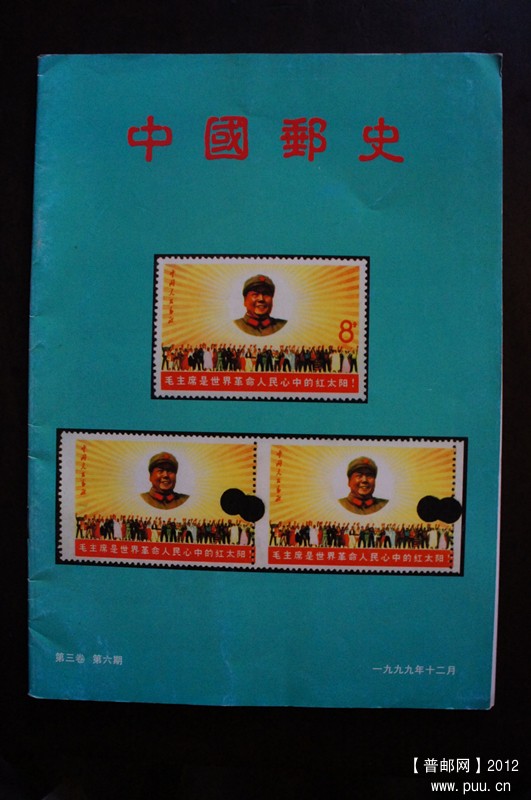 中國郵史
8分
毛主席是世界革命人民心中的红太阳!
毛主席是世界革命人民心中的红太阳!
毛主席是世界革命人民心中的红太阳!
第三卷 第六期
一九九九年十二月
【普邮网】2012
www.puu.cn